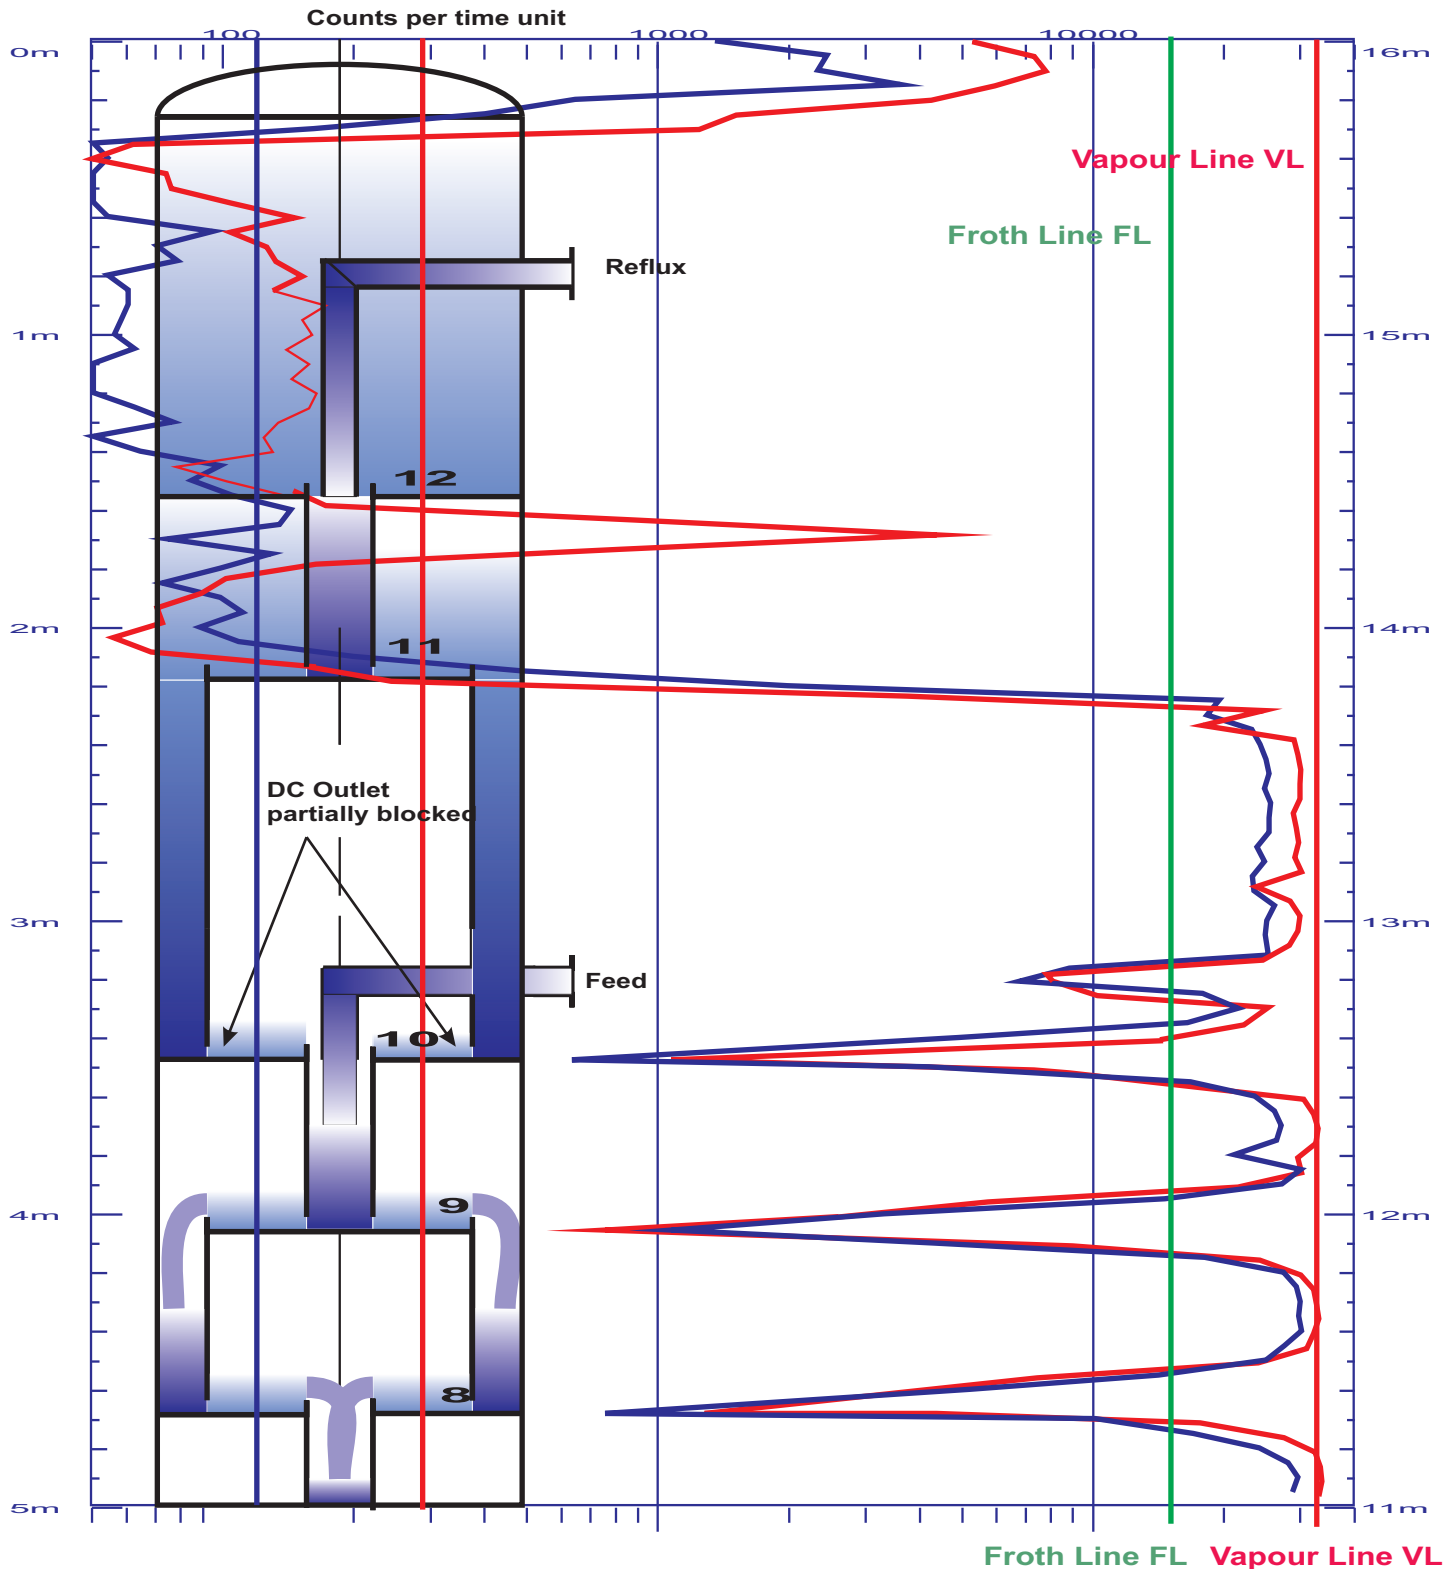 Counts per time unit
100
1000
10000
0m
16m
Vapour Line VL
Froth Line FL
Reflux
1m
15m
12
2m
14m
11
DC Outlet
partially blocked
3m
13m
Feed
10
9
4m
12m
8
5m
11m
Froth Line FL
Vapour Line VL